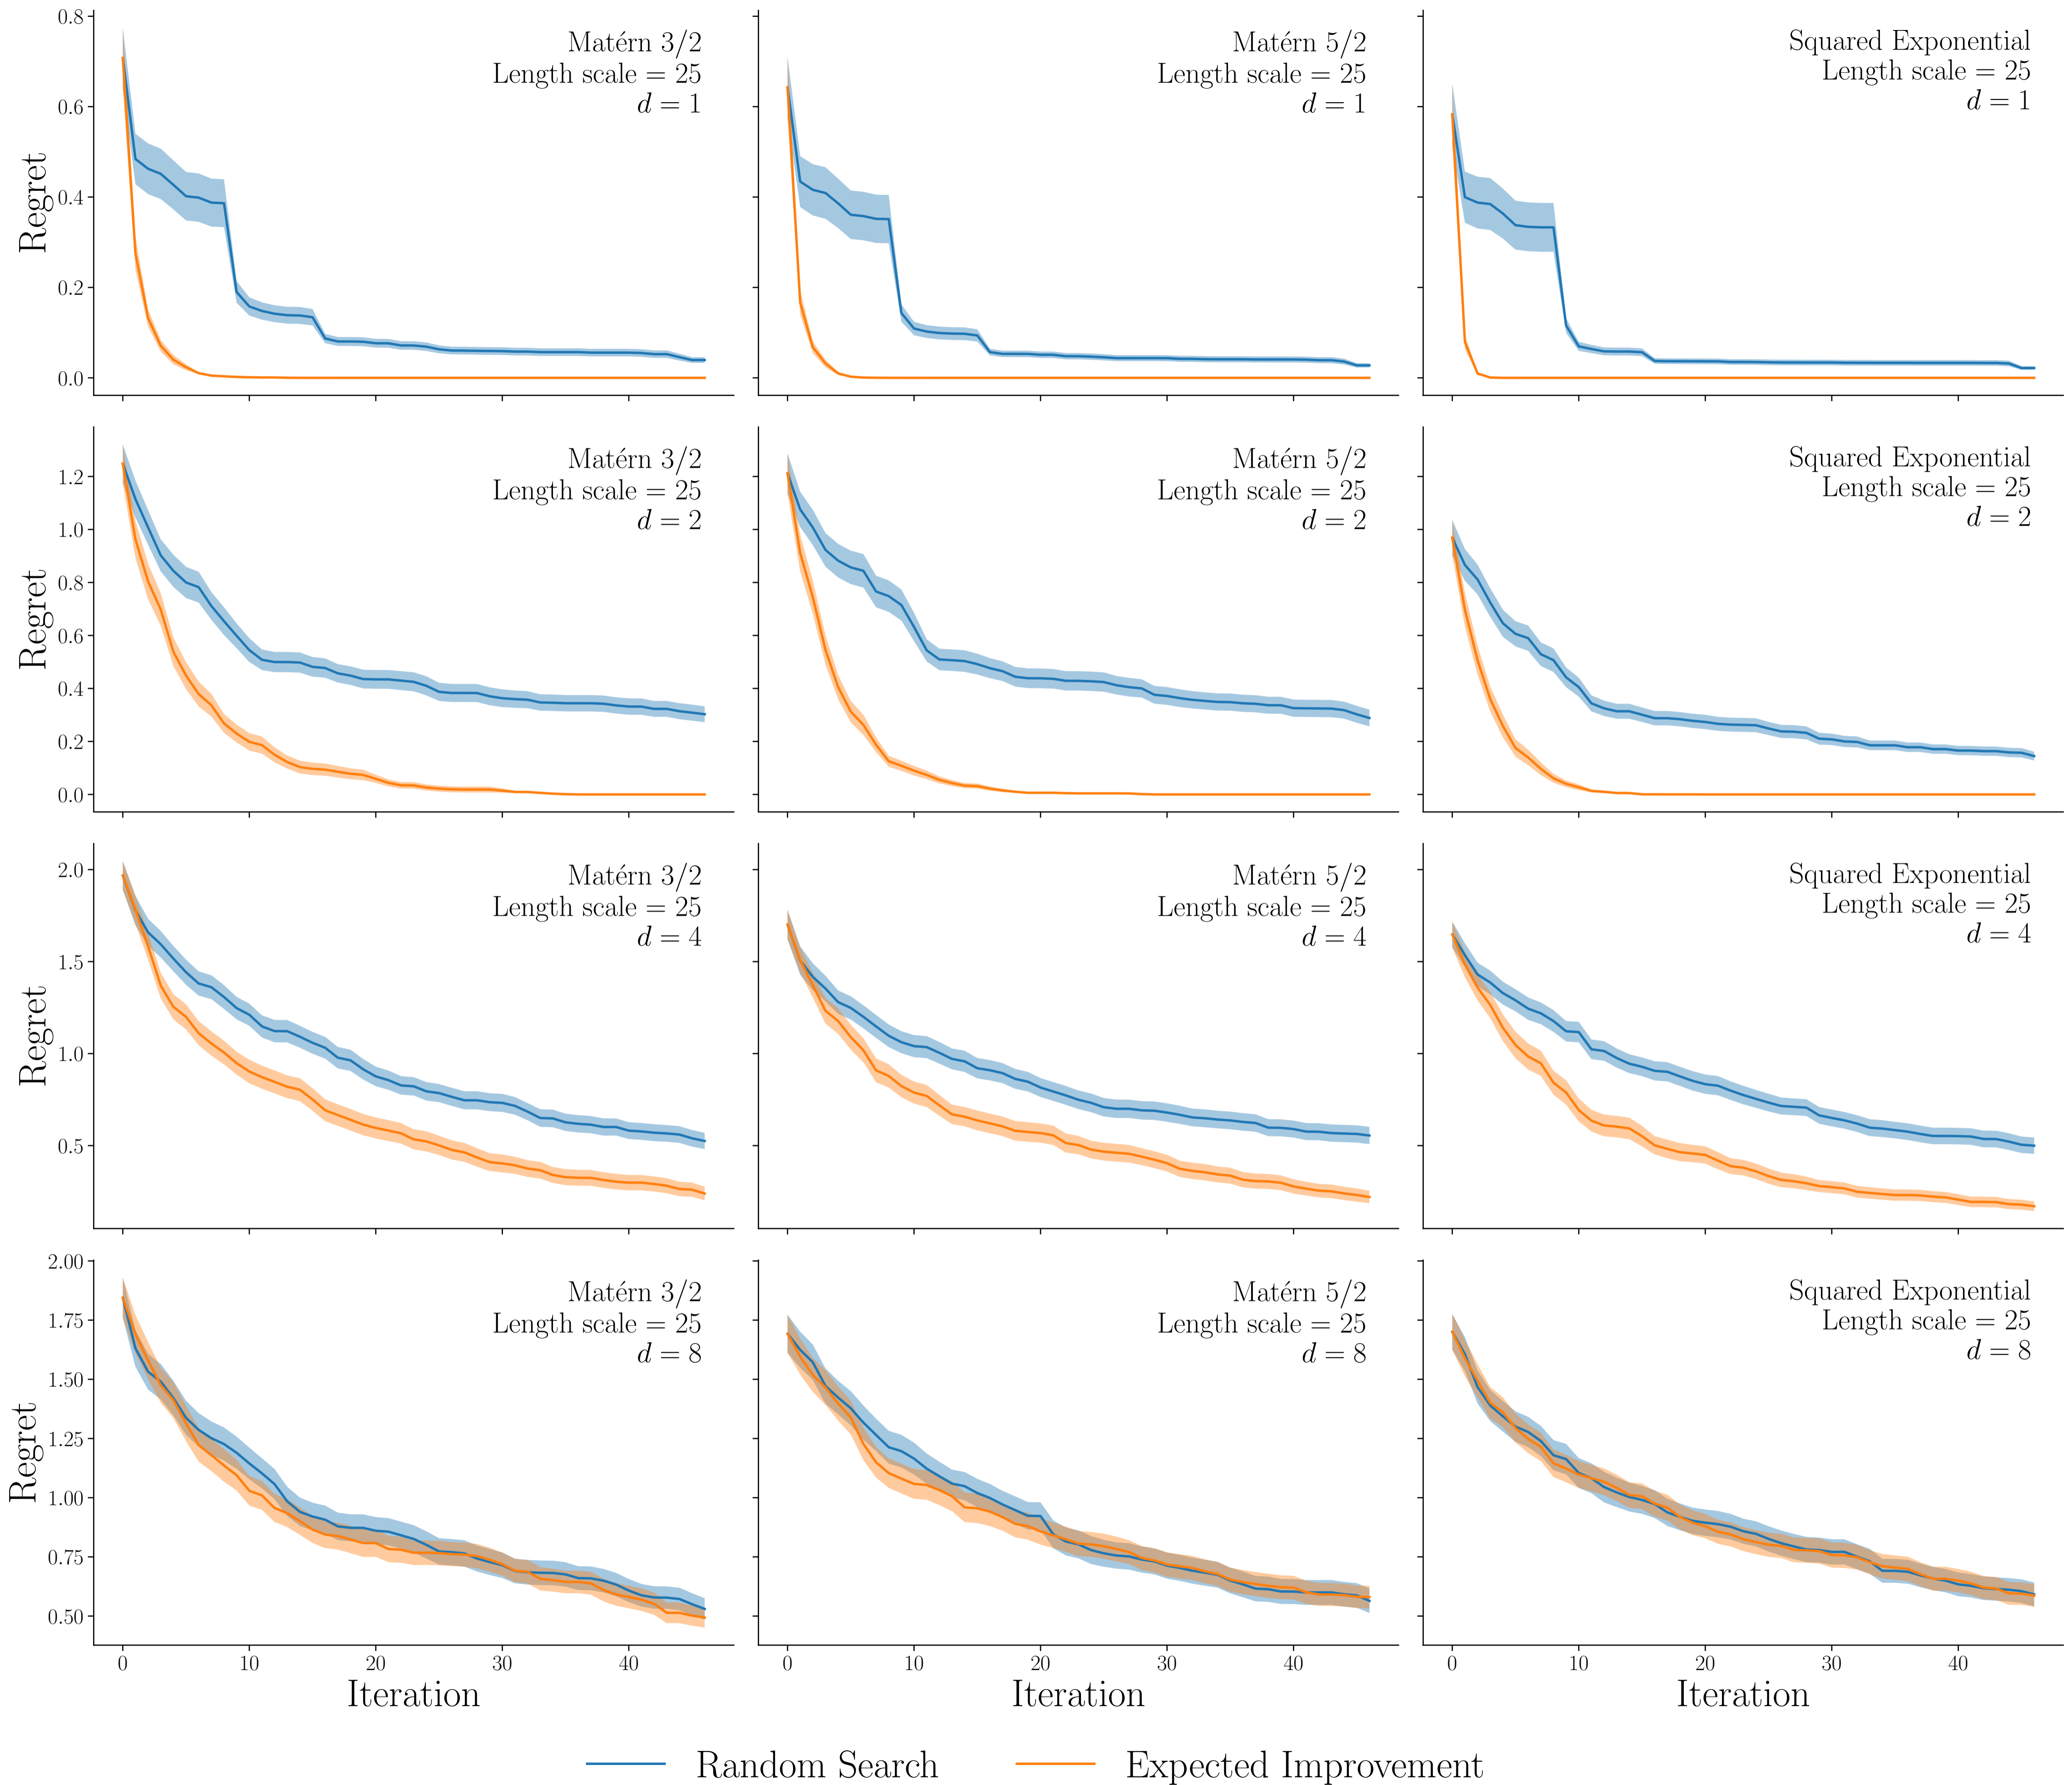 Regret
0.8
0.6
0.4
0.2
0.0
Matérn 3/2
Length scale = 25
d = 1
Matérn 5/2
Length scale = 25
d = 1
Squared Exponential
Length scale = 25
d = 1
Regret
1.2
1.0
0.8
0.6
0.4
0.2
0.0
Matérn 3/2
Length scale = 25
d = 2
Matérn 5/2
Length scale = 25
d = 2
Squared Exponential
Length scale = 25
d = 2
Regret
2.0
1.5
1.0
0.5
Matérn 3/2
Length scale = 25
d = 4
Matérn 5/2
Length scale = 25
d = 4
Squared Exponential
Length scale = 25
d = 4
Regret
2.00
1.75
1.50
1.25
1.00
0.75
0.50
Matérn 3/2
Length scale = 25
d = 8
Matérn 5/2
Length scale = 25
d = 8
Squared Exponential
Length scale = 25
d = 8
0 10 20 30 40
0 10 20 30 40
0 10 20 30 40
Iteration
Iteration
Iteration
Random Search
Expected Improvement